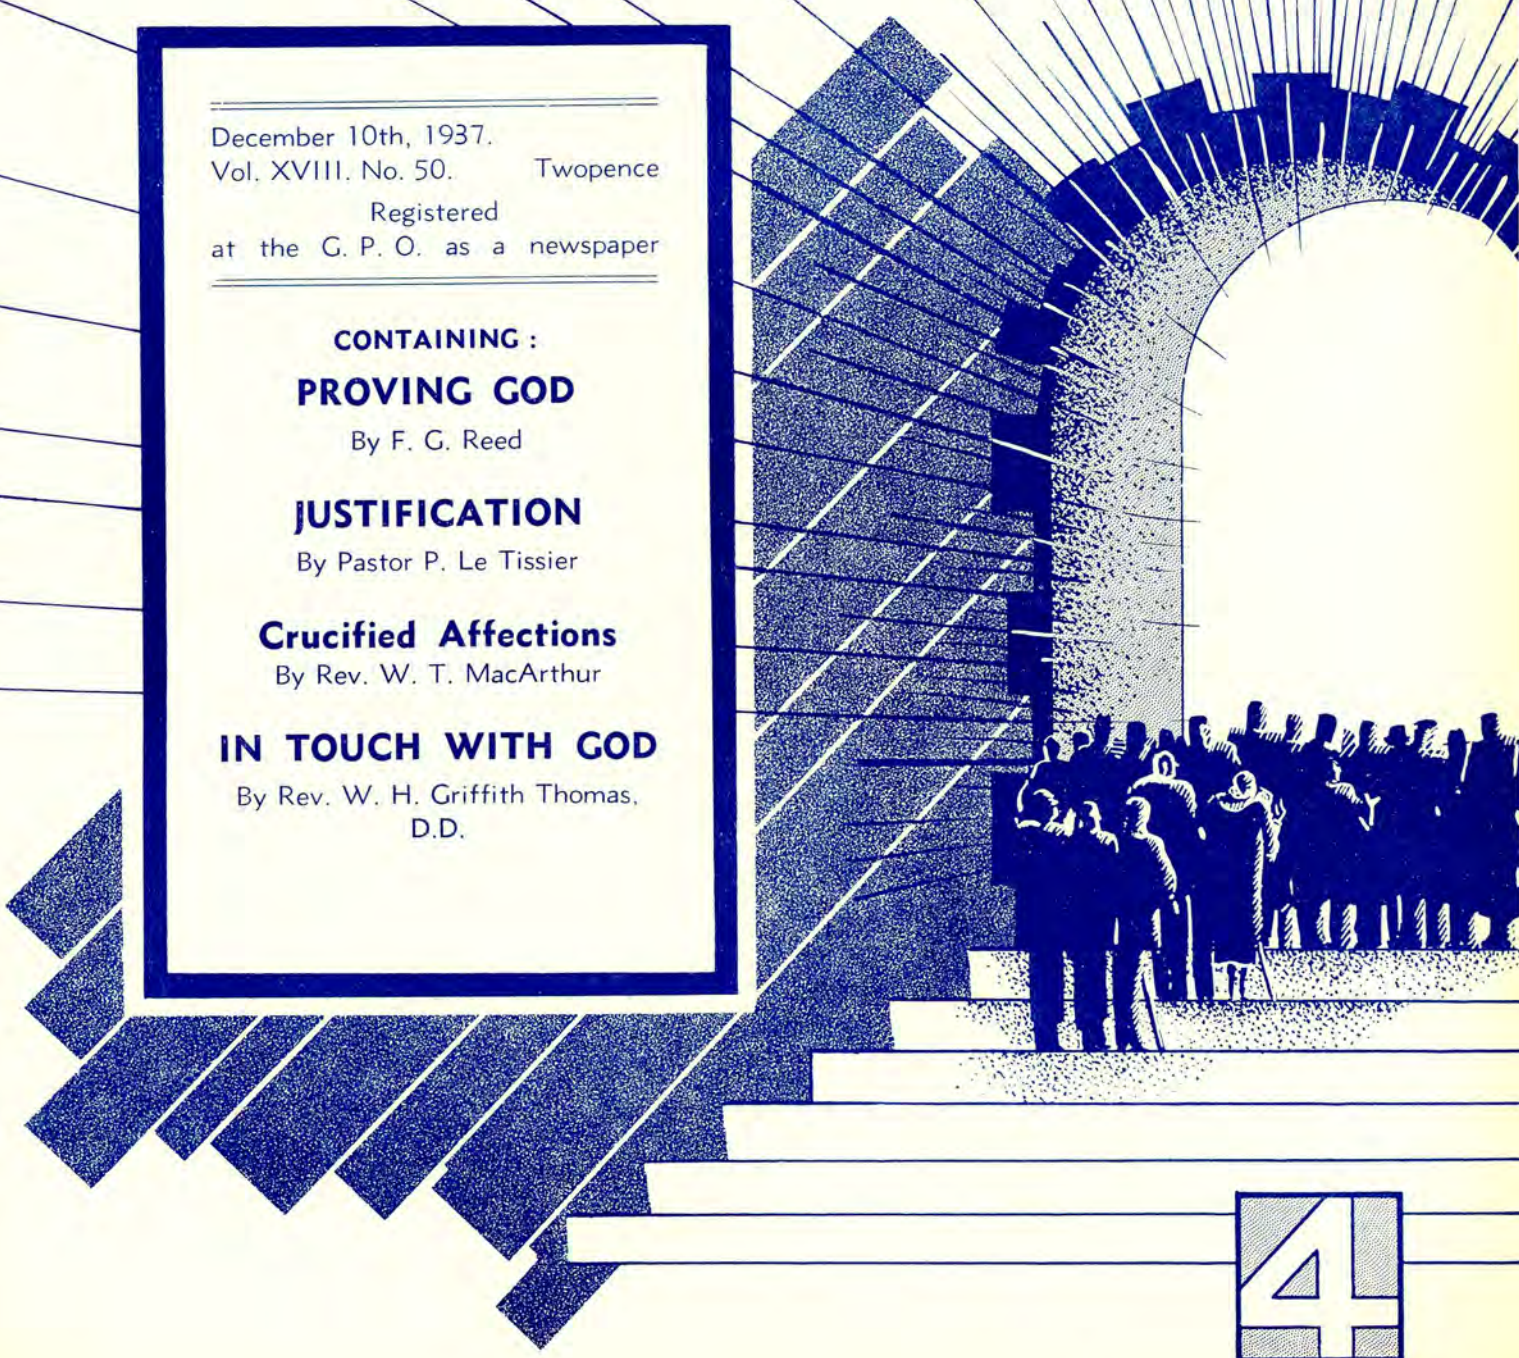 December 10th, 1937.
Vol. XVIII. No. 50. Twopence
Registered
at the G. P. O. as a newspaper
CONTAINING :
PROVING GOD
By F. G. Reed
JUSTIFICATION
By Pastor P. Le Tissier
Crucified Affections
By Rev. W. T. MacArthur
IN TOUCH WITH GOD
By Rev. W. H. Griffith Thomas,
D.D.
4